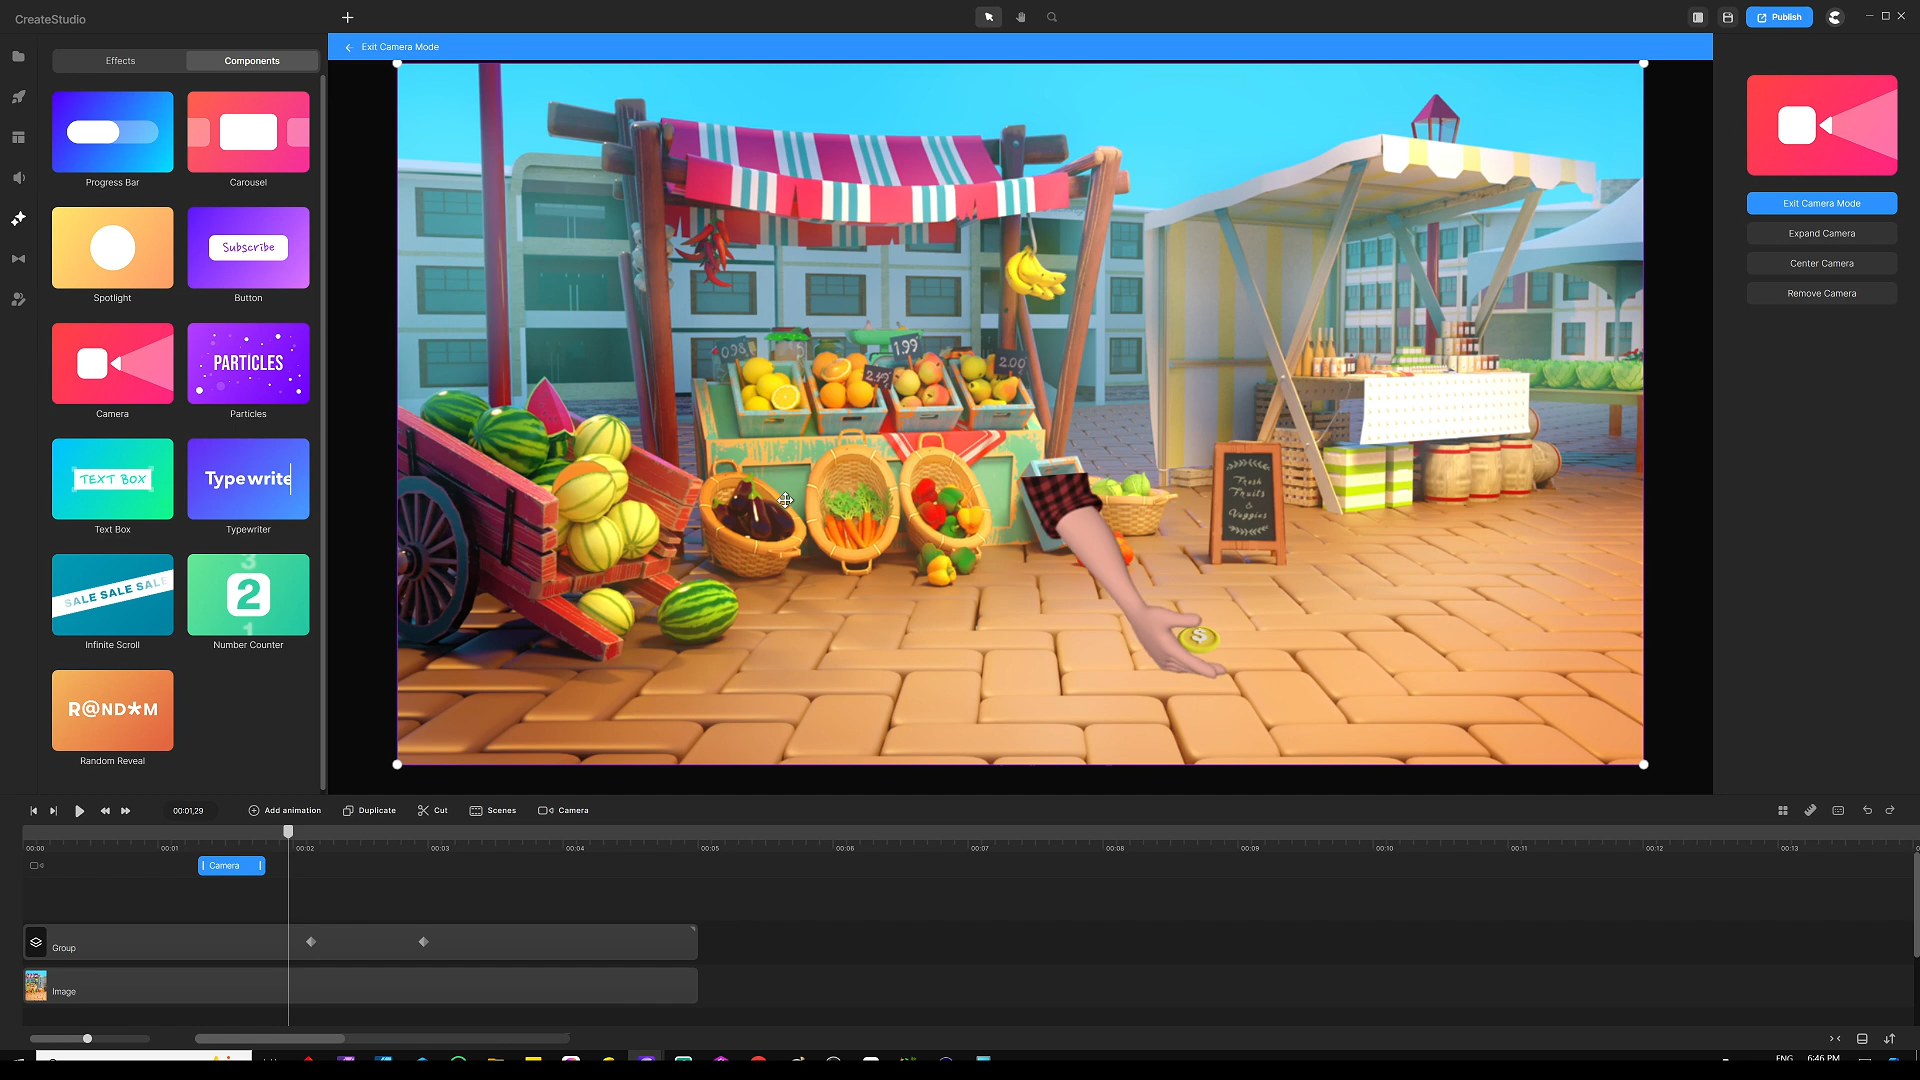 CreateStudio
Publish
Exit Camera Mode
Effects
Components
Progress Bar
Carousel
Subscribe
Spotlight
Button
PARTICLES
Camera
Particles
TEXT BOX
Typewrite
Text Box
Typewriter
SALE SALE SALE
3
2
1
Infinite Scroll
Number Counter
R@ND*M
Random Reveal
0.98
2.49
1.99
2.00
Fresh
Fruits
&
Veggies
$
Exit Camera Mode
Expand Camera
Center Camera
Remove Camera
00:01,29
Add animation
Duplicate
Cut
Scenes
Camera
00:00
00:01
00:02
00:03
00:04
00:05
00:06
00:07
00:08
00:09
00:10
00:11
00:12
00:13
Camera
Group
Image
ENG
6:46 PM